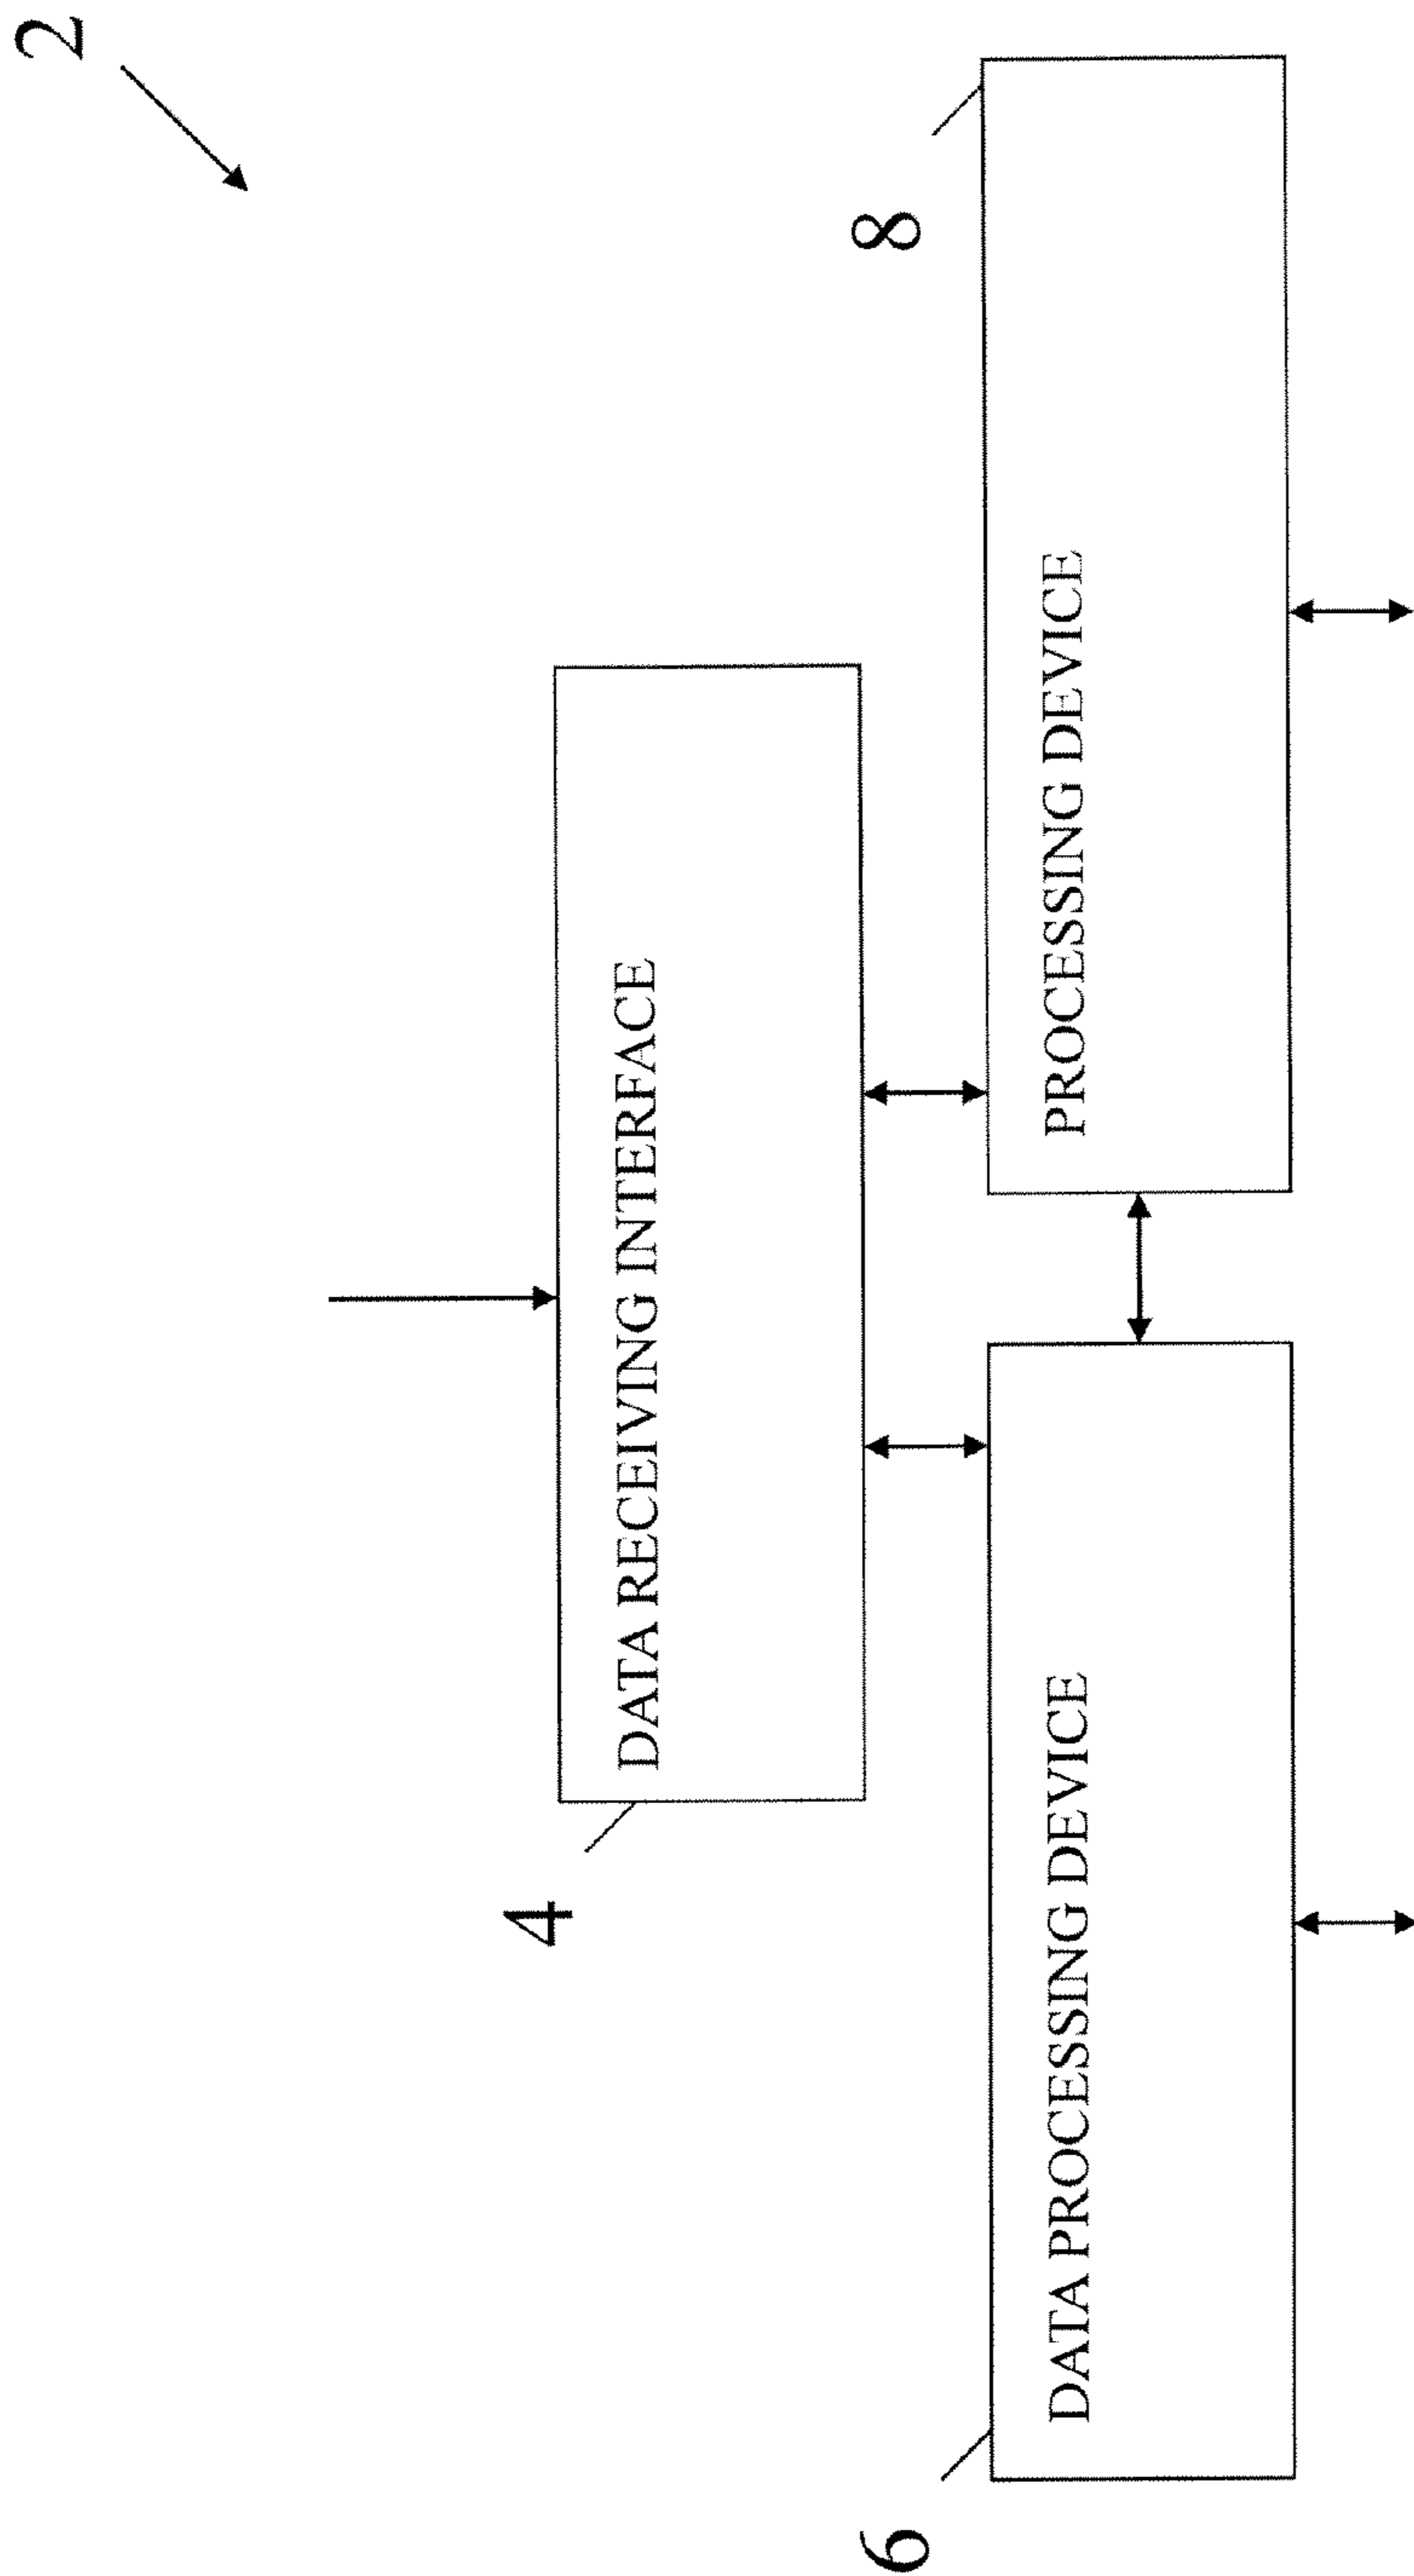 2
4
DATA RECEIVING INTERFACE
6
8
DATA PROCESSING DEVICE
PROCESSING DEVICE